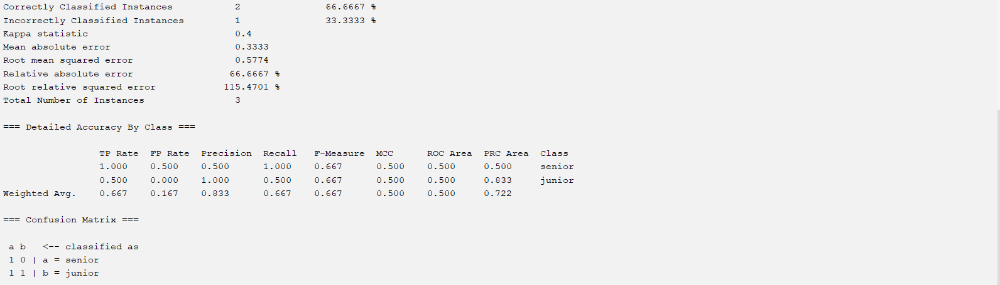 Correctly Classified Instances 2 66.6667 %
Incorrectly Classified Instances 1 33.3333 %
Kappa statistic 0.4
Mean absolute error 0.3333
Root mean squared error 0.5774
Relative absolute error 66.6667 %
Root relative squared error 115.4701 %
Total Number of Instances 3
=== Detailed Accuracy By Class ===
TP Rate FP Rate Precision Recall F-Measure MCC ROC Area PRC Area Class
1.000 0.500 0.500 1.000 0.667 0.500 0.500 0.500 senior
0.500 0.000 1.000 0.500 0.667 0.500 0.500 0.833 junior
Weighted Avg. 0.667 0.167 0.833 0.667 0.667 0.500 0.500 0.722
=== Confusion Matrix ===
a b <-- classified as
1 0 | a = senior
1 1 | b = junior